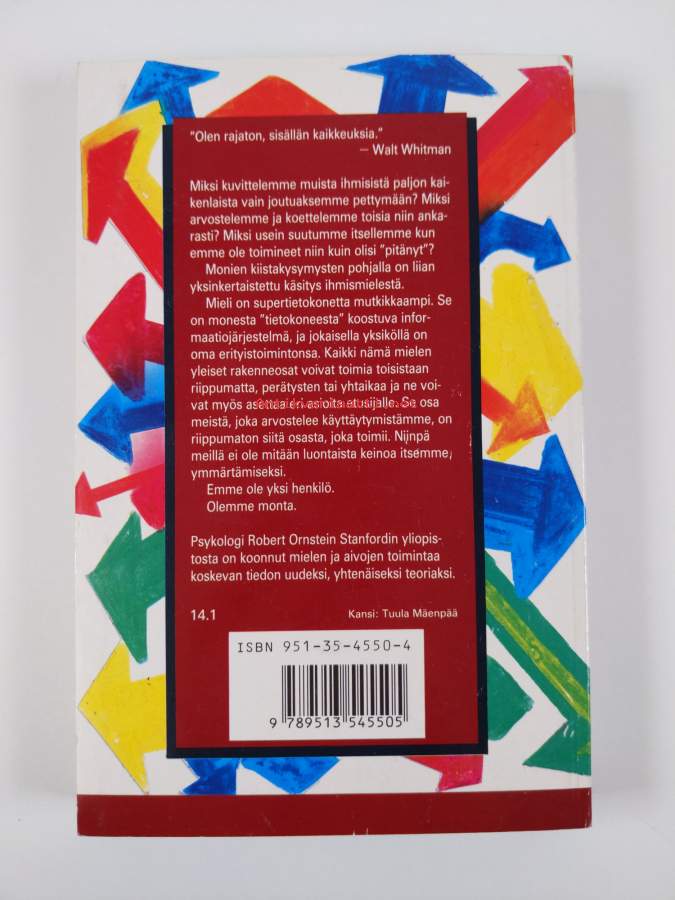 "Olen rajaton, sisällän kaikkeuksia."
— Walt Whitman
Miksi kuvittelemme muista ihmisistä paljon kai-
kenlaista vain joutuaksemme pettymään? Miksi
arvostelemme ja koettelemme toisia niin anka-
rasti? Miksi usein suutumme itsellemme kun
emme ole toimineet niin kuin olisi "pitänyt"?
Monien kiistakysymysten pohjalla on liian
yksinkertaistettu käsitys ihmismielestä.
Mieli on supertietokonetta mutkikkaampi. Se
on monesta "tietokoneesta" koostuva infor-
maatiojärjestelmä, ja jokaisella yksiköllä on
oma erityistoimintonsa. Kaikki nämä mielen
yleiset rakenneosat voivat toimia toisistaan
riippumatta, perätysten tai yhtaikaa ja ne voi-
vat myös asettaa eri asioita etusijalle. Se osa
meistä, joka arvostelee käyttäytymistämme, on
riippumaton siitä osasta, joka toimii. Niinpä
meillä ei ole mitään luontaista keinoa itsemme
ymmärtämiseksi.
Emme ole yksi henkilö.
Olemme monta.
Psykologi Robert Ornstein Stanfordin yliopis-
tosta on koonnut mielen ja aivojen toimintaa
koskevan tiedon uudeksi, yhtenäiseksi teoriaksi.
14.1
Kansi: Tuula Mäenpää
ISBN 951-35-4550-4
9 789513 545505